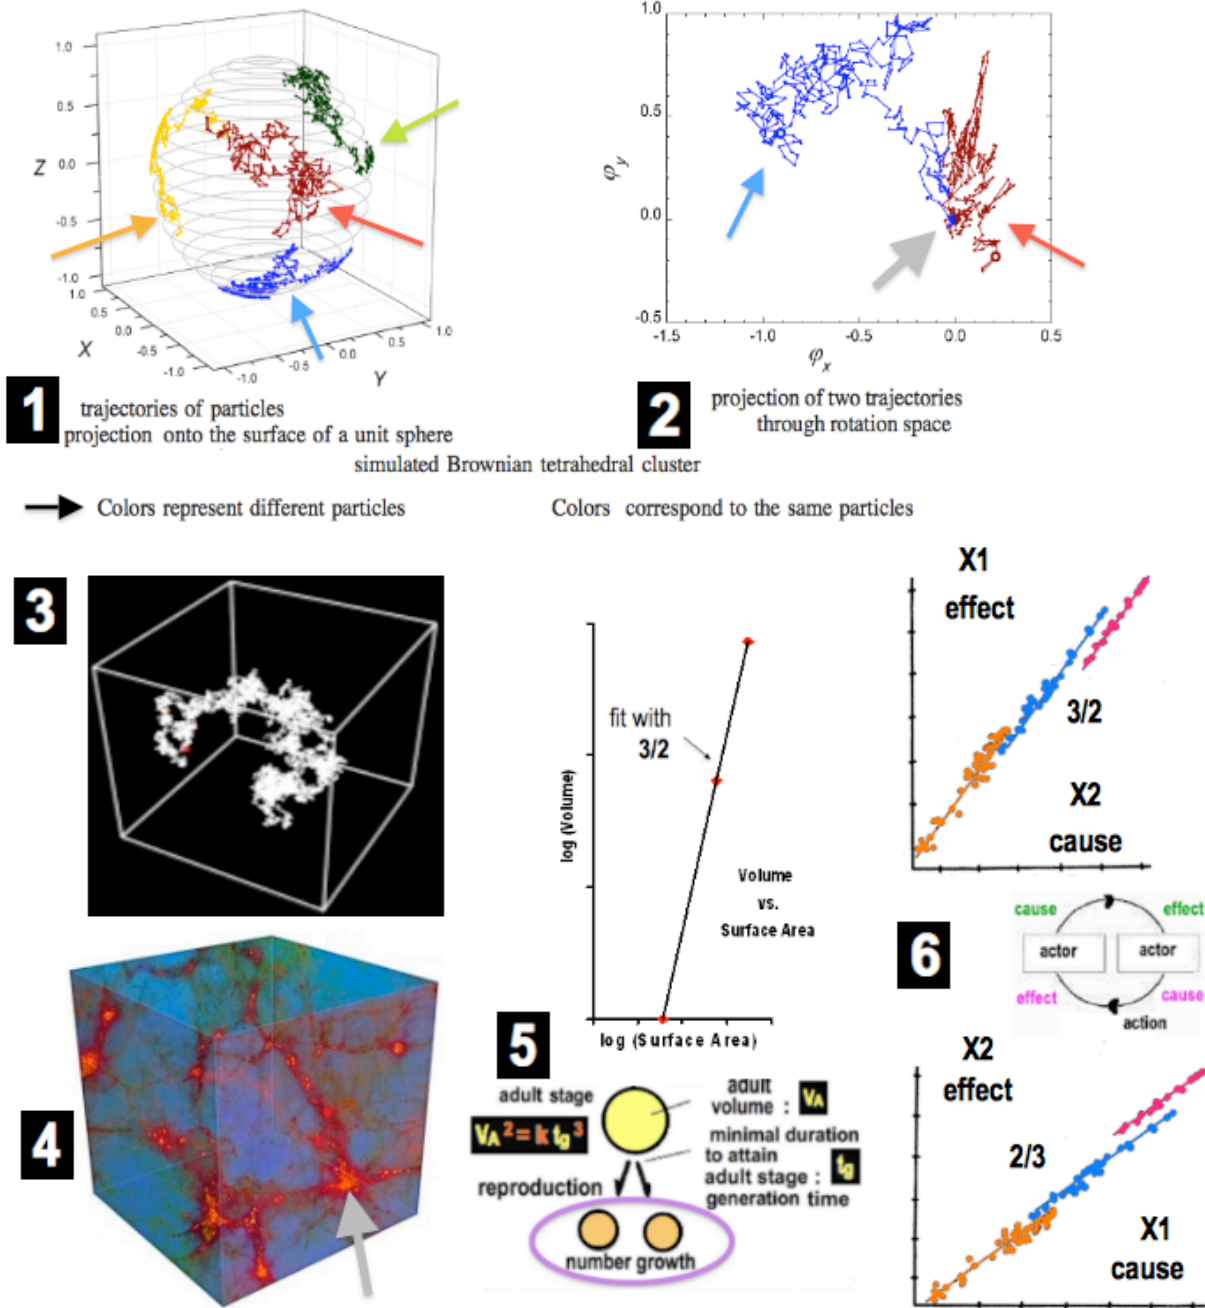 1.0
0.5
Z
0.0
-0.5
-1.0
1.0
0.5
0.0
-0.5
-1.0
X
-1.0
-0.5
0.0
0.5
1.0
Y
1.0
0.5
φy
0.0
-0.5
-1.5
-1.0
-0.5
0.0
0.5
φx
1
trajectories of particles
projection onto the surface of a unit sphere
2
projection of two trajectories
through rotation space
simulated Brownian tetrahedral cluster
Colors represent different particles
Colors correspond to the same particles
3
4
fit with
3/2
log (Volume)
Volume
vs.
Surface Area
log (Surface Area)
5
adult stage
V_A² = k t_g³
adult
volume : V_A
minimal duration
to attain
adult stage : t_g
generation time
reproduction
number growth
X1
effect
3/2
X2
cause
6
cause
effect
actor
actor
effect
cause
action
X2
effect
2/3
X1
cause